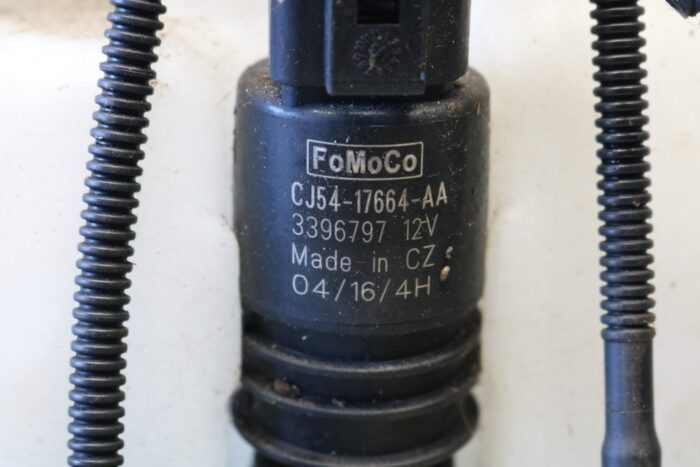 FoMoCo
CJ54-17664-AA
3396797 12V
Made in CZ
04/16/4H